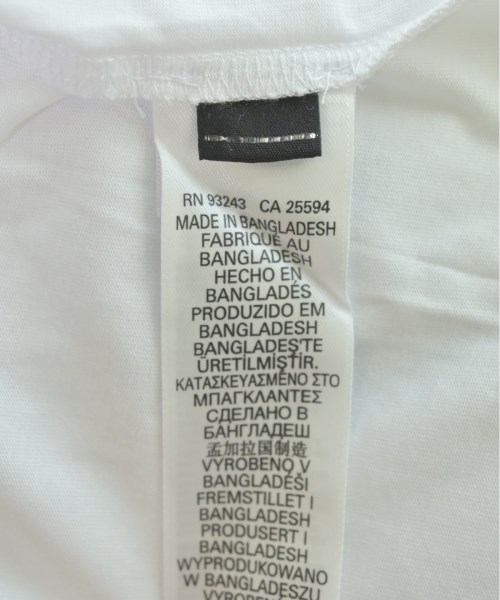 RN 93243 CA 25594
MADE IN BANGLADESH
FABRIQUÉ AU
BANGLADESH
HECHO EN
BANGLADÉS
PRODUZIDO EM
BANGLADESH
BANGLADEŞ'TE
ÜRETİLMİŞTİR.
ΚΑΤΑΣΚΕΥΑΣΜΕΝΟ ΣΤΟ
ΜΠΑΓΚΛΑΝΤΕΣ
СДЕЛАНО В
БАНГЛАДЕШ
孟加拉国制造
VYROBENO V
BANGLADÉŠI
FREMSTILLET I
BANGLADESH
PRODUSERT I
BANGLADESH
WYPRODUKOWANO
W BANGLADESZU